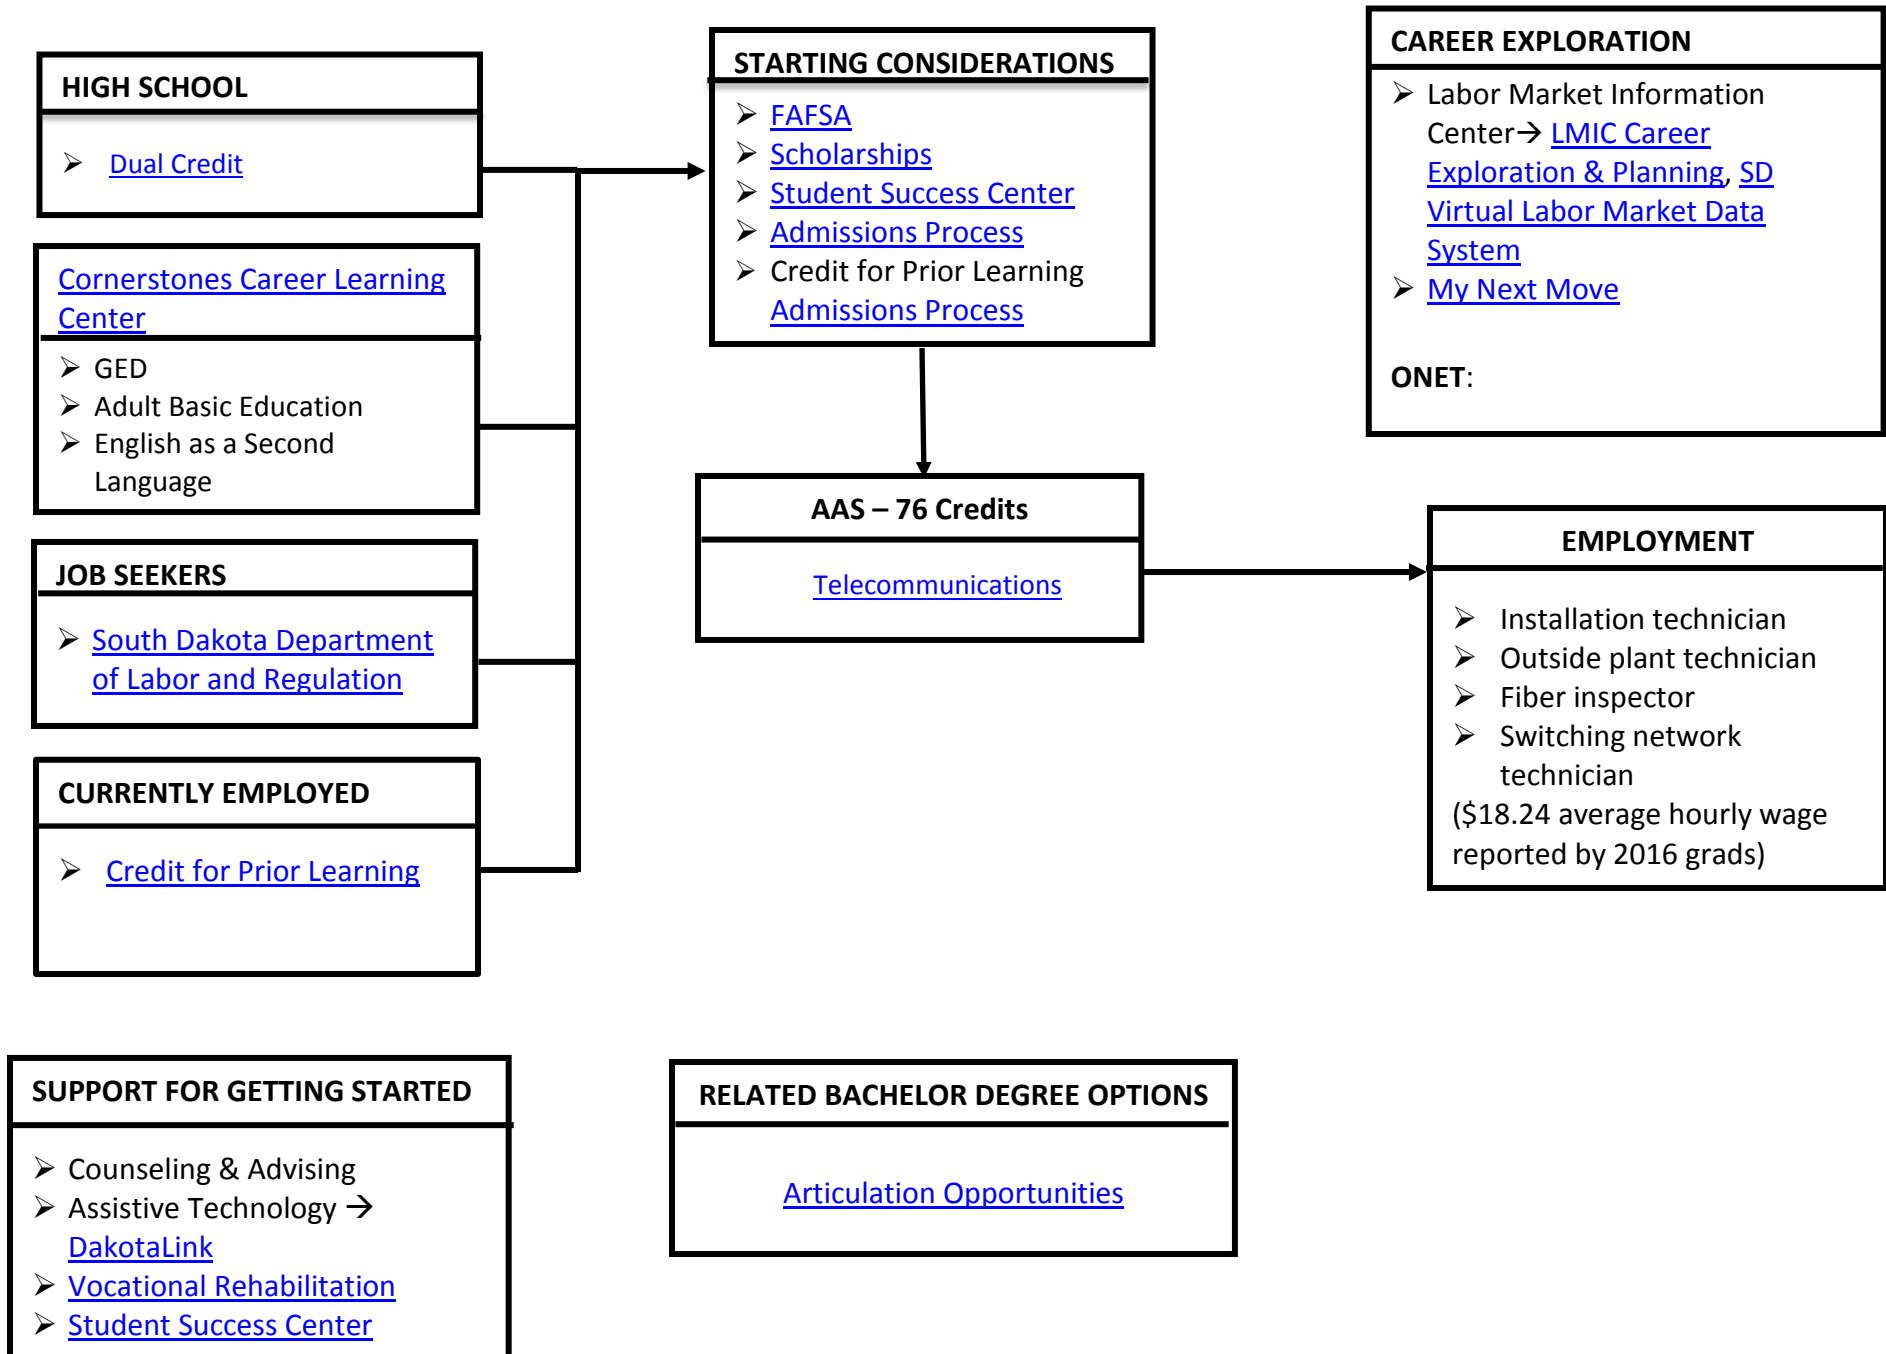 HIGH SCHOOL
➢ Dual Credit
Cornerstones Career Learning
Center
➢ GED
➢ Adult Basic Education
➢ English as a Second
Language
JOB SEEKERS
➢ South Dakota Department
of Labor and Regulation
CURRENTLY EMPLOYED
➢ Credit for Prior Learning
STARTING CONSIDERATIONS
➢ FAFSA
➢ Scholarships
➢ Student Success Center
➢ Admissions Process
➢ Credit for Prior Learning
Admissions Process
AAS – 76 Credits
Telecommunications
CAREER EXPLORATION
➢ Labor Market Information
Center→ LMIC Career
Exploration & Planning, SD
Virtual Labor Market Data
System
➢ My Next Move
ONET:
EMPLOYMENT
➢ Installation technician
➢ Outside plant technician
➢ Fiber inspector
➢ Switching network
technician
($18.24 average hourly wage
reported by 2016 grads)
SUPPORT FOR GETTING STARTED
➢ Counseling & Advising
➢ Assistive Technology →
DakotaLink
➢ Vocational Rehabilitation
➢ Student Success Center
RELATED BACHELOR DEGREE OPTIONS
Articulation Opportunities